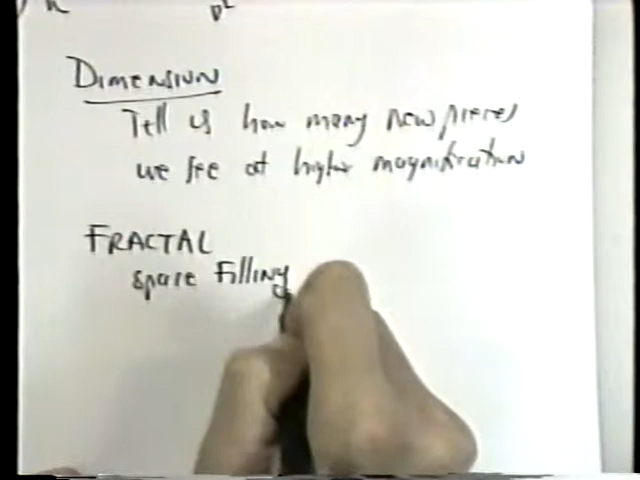 Dimension
Tell us how many new pieces
we see at higher magnification
FRACTAL
space filling